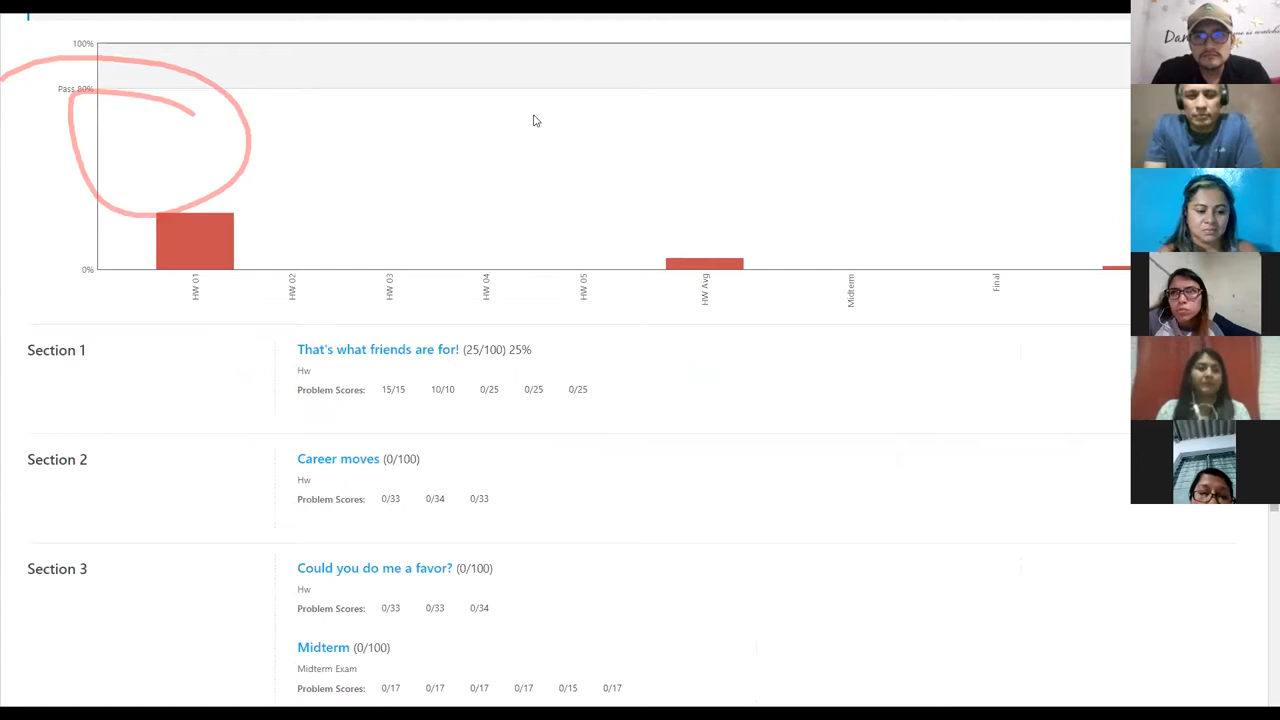 100%
Pass 80%
0%
HW 01
HW 02
HW 03
HW 04
HW 05
HW Avg
Midterm
Final
Section 1
That's what friends are for! (25/100) 25%
Hw
Problem Scores: 15/15 10/10 0/25 0/25 0/25
Section 2
Career moves (0/100)
Hw
Problem Scores: 0/33 0/34 0/33
Section 3
Could you do me a favor? (0/100)
Hw
Problem Scores: 0/33 0/33 0/34
Midterm (0/100)
Midterm Exam
Problem Scores: 0/17 0/17 0/17 0/17 0/15 0/17